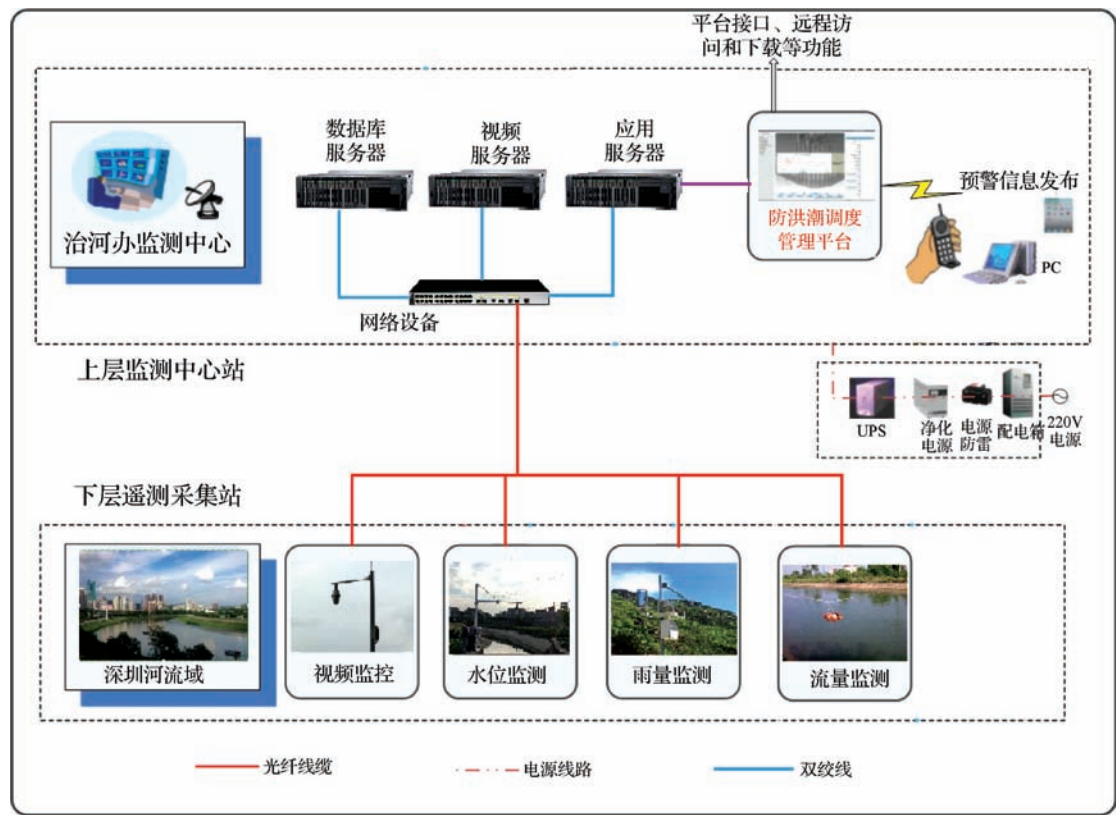 平台接口、远程访
问和下载等功能
数据库
服务器
视频
服务器
应用
服务器
治河办监测中心
防洪潮调度
管理平台
预警信息发布
PC
网络设备
上层监测中心站
UPS
净化
电源
电源
防雷
配电箱
220V
电源
下层遥测采集站
深圳河流域
视频监控
水位监测
雨量监测
流量监测
光纤线缆
电源线路
双绞线